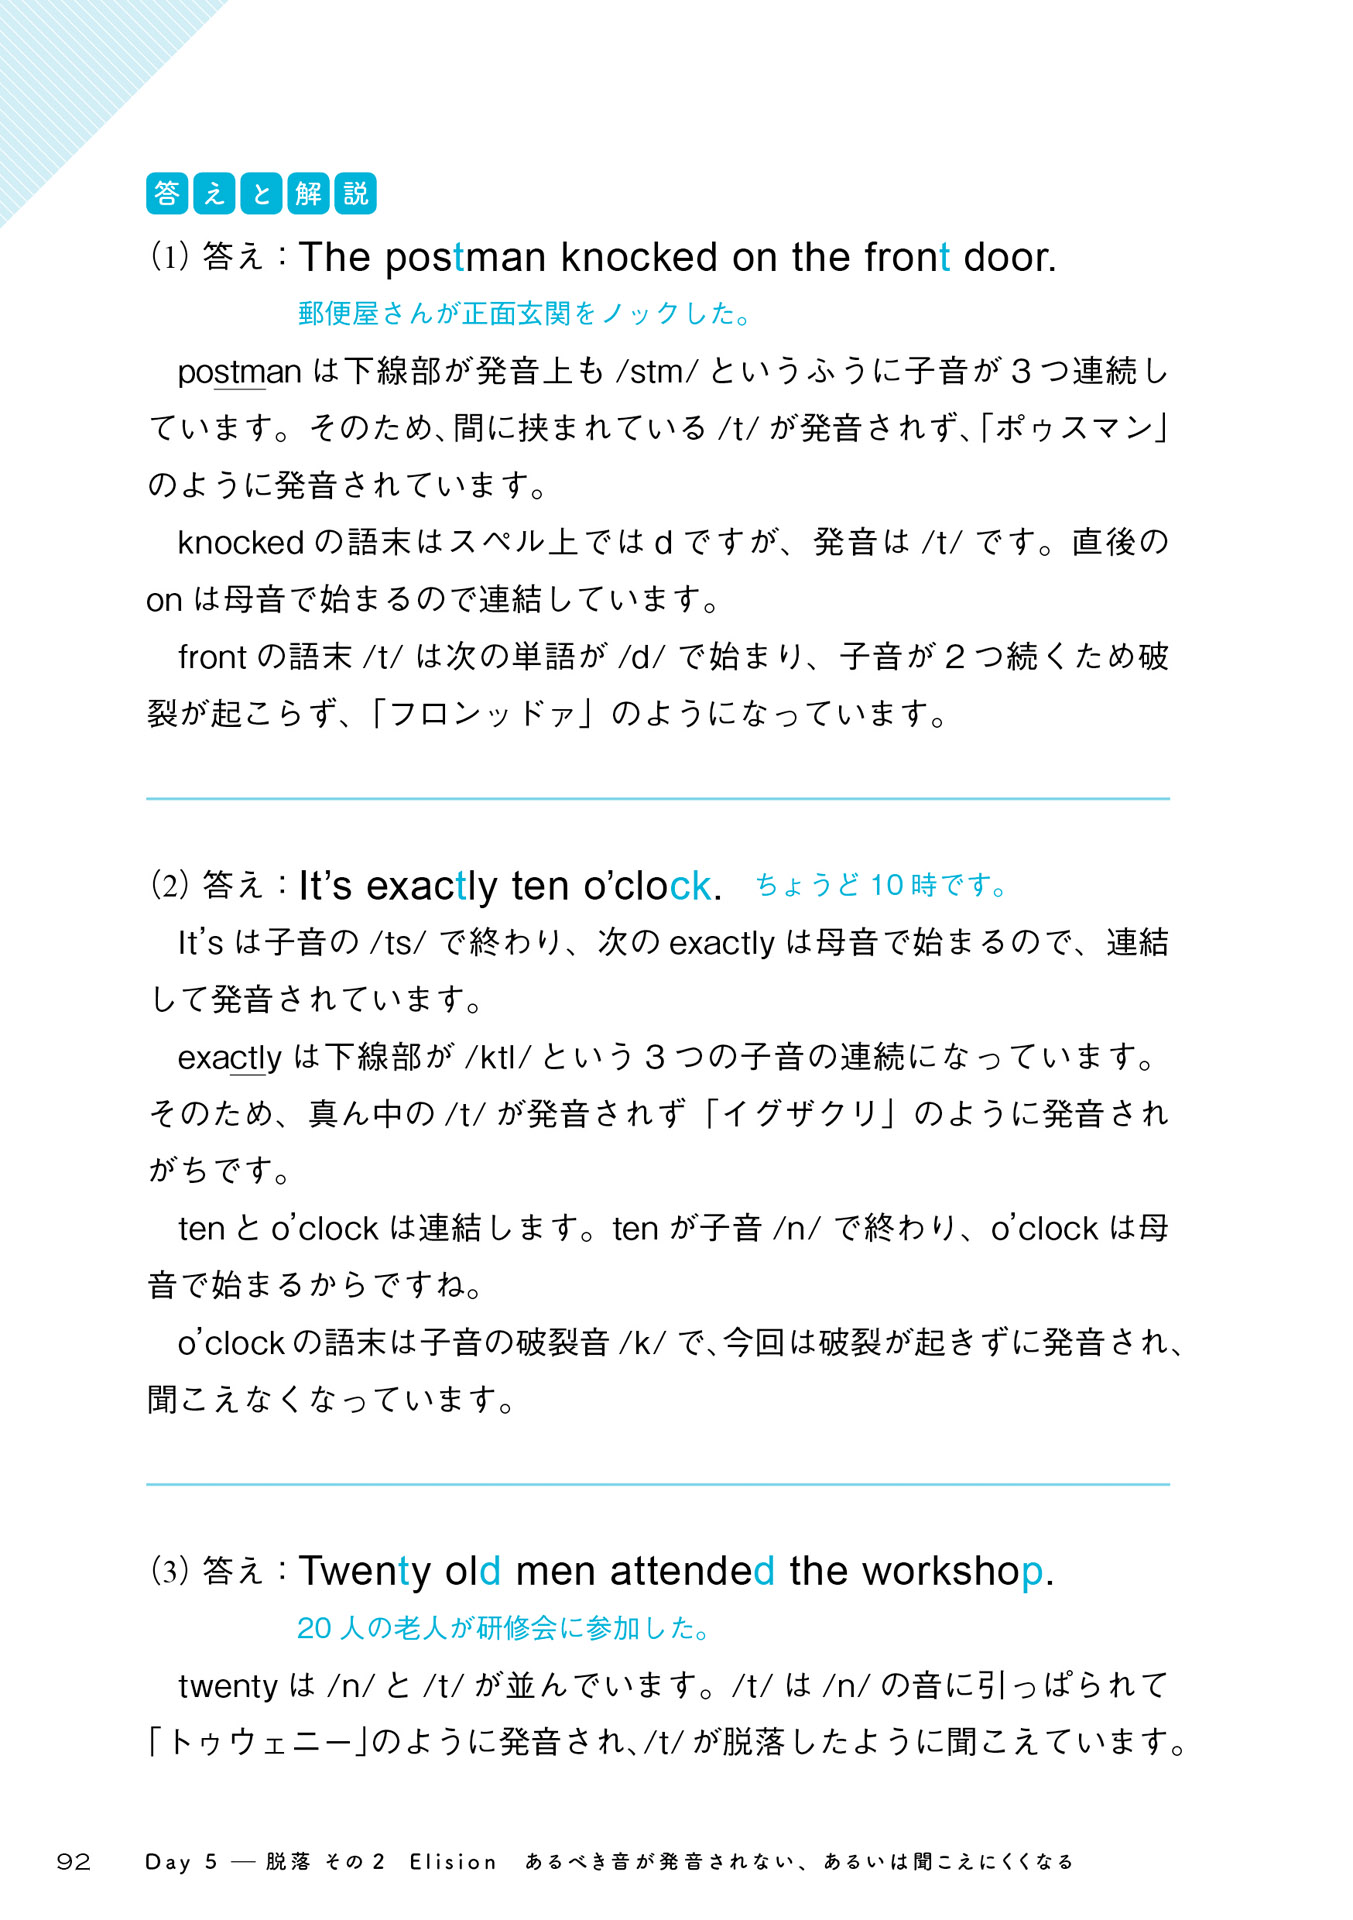 答えと解説
(1) 答え：The postman knocked on the front door.
郵便屋さんが正面玄関をノックした。
postman は下線部が発音上も /stm/ というふうに子音が 3 つ連続し
ています。そのため、間に挟まれている /t/ が発音されず、「ポゥスマン」
のように発音されています。
knocked の語末はスペル上では d ですが、発音は /t/ です。直後の
on は母音で始まるので連結しています。
front の語末 /t/ は次の単語が /d/ で始まり、子音が 2 つ続くため破
裂が起こらず、「フロンッドァ」のようになっています。
(2) 答え：It’s exactly ten o’clock. ちょうど 10 時です。
It’s は子音の /ts/ で終わり、次の exactly は母音で始まるので、連結
して発音されています。
exactly は下線部が /ktl/ という 3 つの子音の連続になっています。
そのため、真ん中の /t/ が発音されず「イグザクリ」のように発音され
がちです。
ten と o’clock は連結します。ten が子音 /n/ で終わり、o’clock は母
音で始まるからですね。
o’clock の語末は子音の破裂音 /k/ で、今回は破裂が起きずに発音され、
聞こえなくなっています。
(3) 答え：Twenty old men attended the workshop.
20 人の老人が研修会に参加した。
twenty は /n/ と /t/ が並んでいます。/t/ は /n/ の音に引っぱられて
「トゥウェニー」のように発音され、/t/ が脱落したように聞こえています。
92 Day 5 — 脱落 その2 Elision あるべき音が発音されない、あるいは聞こえにくくなる